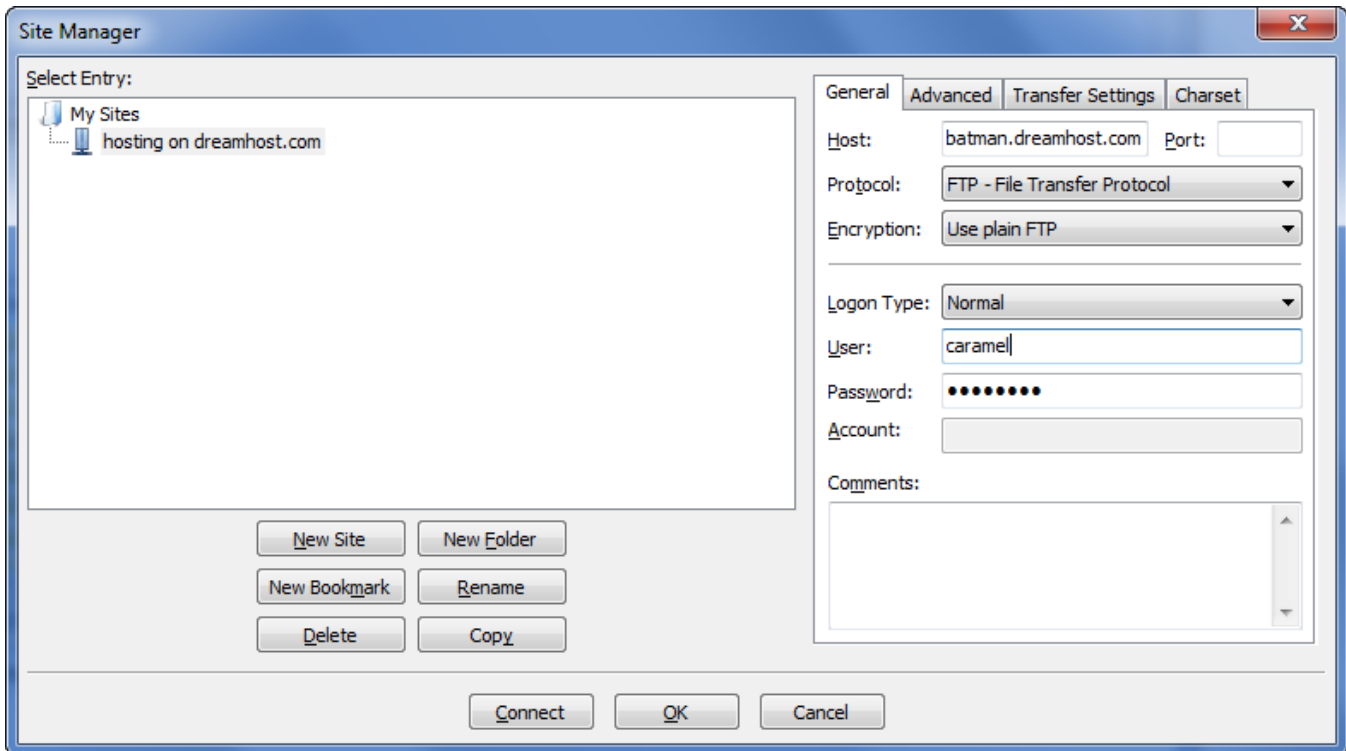 Site Manager
X
Select Entry:
My Sites
hosting on dreamhost.com
New Site New Folder
New Bookmark Rename
Delete Copy
General Advanced Transfer Settings Charset
Host: batman.dreamhost.com Port:
Protocol: FTP - File Transfer Protocol
Encryption: Use plain FTP
Logon Type: Normal
User: caramel
Password: ••••••••
Account:
Comments:
Connect OK Cancel